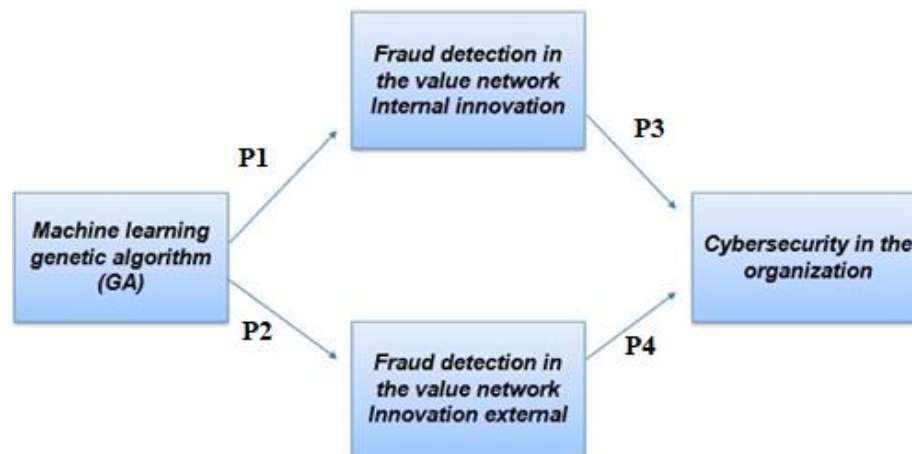 Fraud detection in
the value network
Internal innovation
P1
P3
Machine learning
genetic algorithm
(GA)
Cybersecurity in the
organization
P2
P4
Fraud detection in
the value network
Innovation external